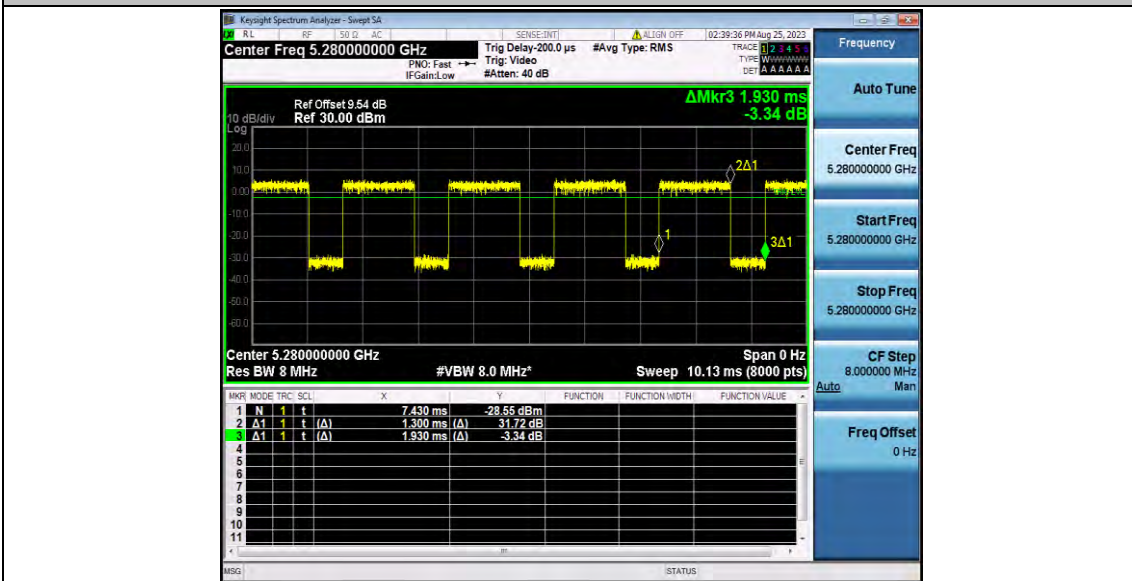 Keysight Spectrum Analyzer - Swept SA
RL RF 50 Ω AC SENSE:INT ALIGN OFF 02:39:36 PM Aug 25, 2023
Center Freq 5.280000000 GHz Trig Delay-200.0 µs #Avg Type: RMS TRACE 1 2 3 4 5 6
PNO: Fast Trig: Video TYPE WWWWWW
IFGain:Low #Atten: 40 dB DET A A A A A A
Frequency
Auto Tune
ΔMkr3 1.930 ms
Ref Offset 9.54 dB
10 dB/div Ref 30.00 dBm -3.34 dB
Log
20.0
10.0
0.00
-10.0
-20.0
-30.0
-40.0
-50.0
-60.0
2Δ1
1
3Δ1
Center Freq
5.280000000 GHz
Start Freq
5.280000000 GHz
Stop Freq
5.280000000 GHz
CF Step
8.000000 MHz
Auto Man
Freq Offset
0 Hz
Center 5.280000000 GHz Span 0 Hz
Res BW 8 MHz #VBW 8.0 MHz* Sweep 10.13 ms (8000 pts)
MKR MODE TRC SCL X Y FUNCTION FUNCTION WIDTH FUNCTION VALUE
1 N 1 t 7.430 ms -28.55 dBm
2 Δ1 1 t (Δ) 1.300 ms (Δ) 31.72 dB
3 Δ1 1 t (Δ) 1.930 ms (Δ) -3.34 dB
4
5
6
7
8
9
10
11
MSG STATUS